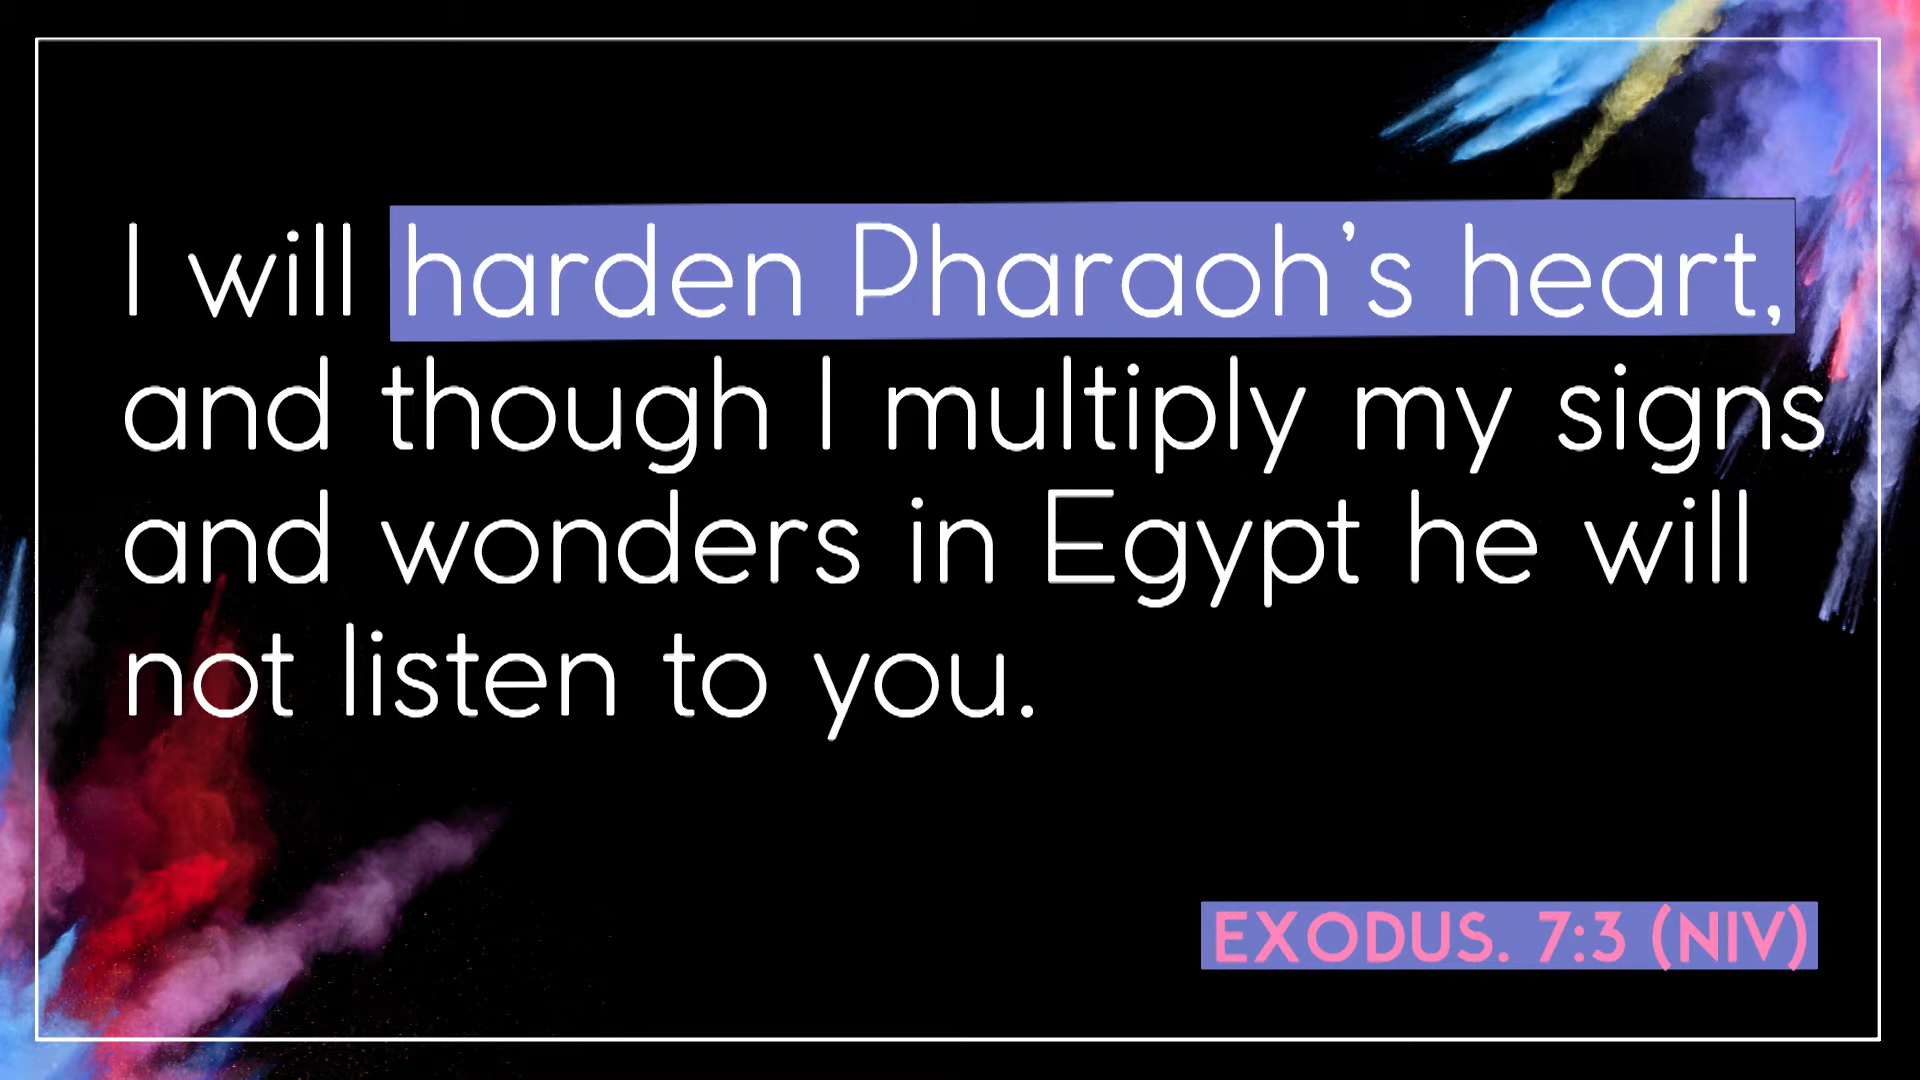 I will harden Pharaoh’s heart,
and though I multiply my signs
and wonders in Egypt he will
not listen to you.
EXODUS. 7:3 (NIV)